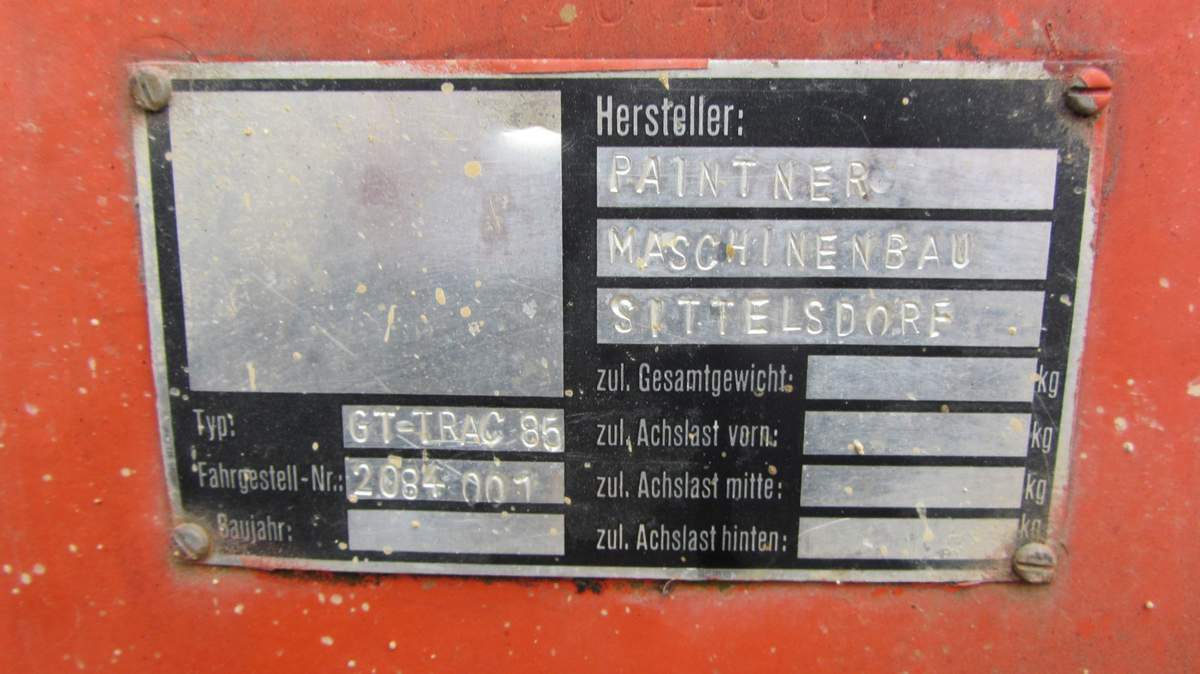 Hersteller:
PAINTNER
MASCHINENBAU
SITTELSDORF
zul. Gesamtgewicht: kg
zul. Achslast vorn: kg
zul. Achslast mitte: kg
zul. Achslast hinten: kg
Typ: GT-TRAC 85
Fahrgestell-Nr.: 2084 001
Baujahr: